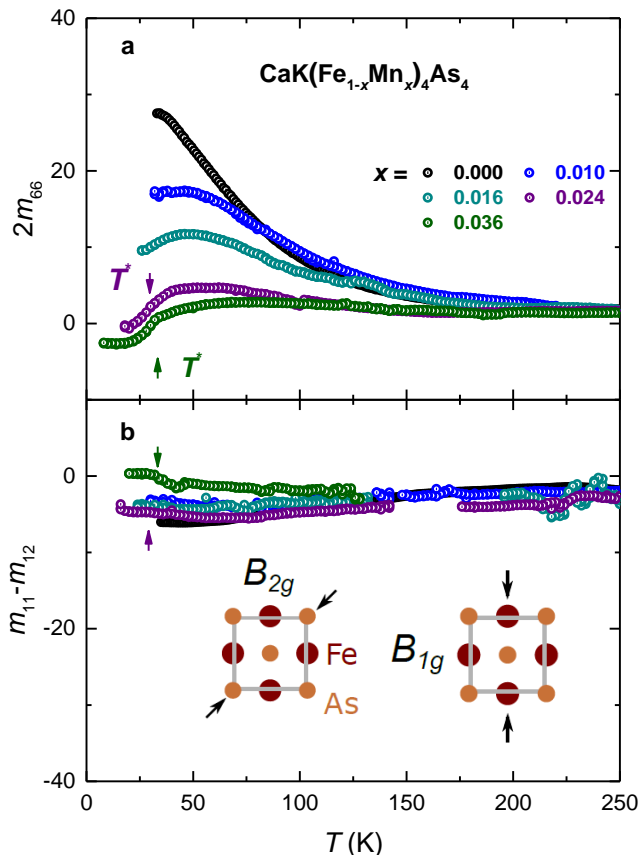 a
CaK(Fe₁₋ₓMnₓ)₄As₄
x = 0.000 0.010
0.016 0.024
0.036
T*
T*
40
20
0
2m₆₆
b
0
-20
-40
m₁₁-m₁₂
B₂g
B₁g
Fe
As
0 50 100 150 200 250
T (K)